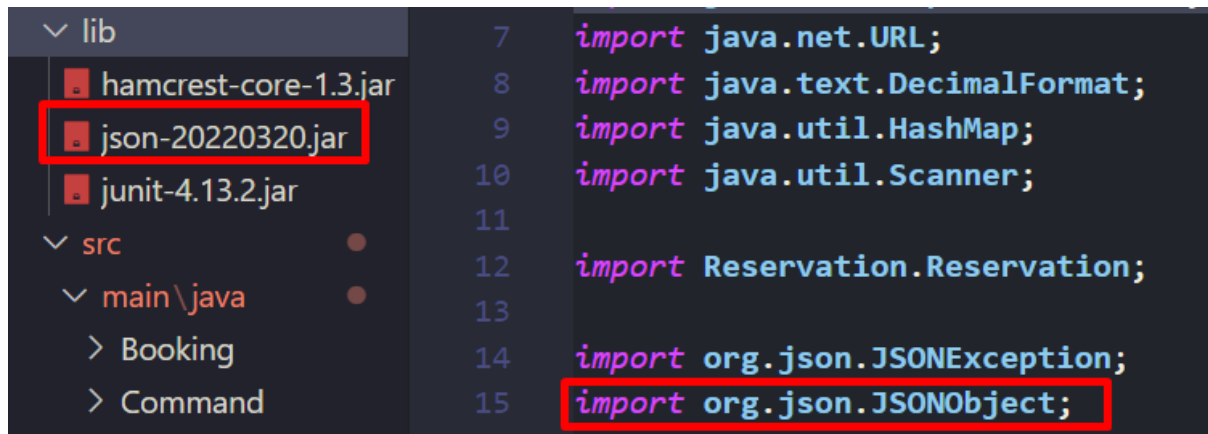 lib
hamcrest-core-1.3.jar
json-20220320.jar
junit-4.13.2.jar
src
main\java
Booking
Command
7 import java.net.URL;
8 import java.text.DecimalFormat;
9 import java.util.HashMap;
10 import java.util.Scanner;
11
12 import Reservation.Reservation;
13
14 import org.json.JSONException;
15 import org.json.JSONObject;